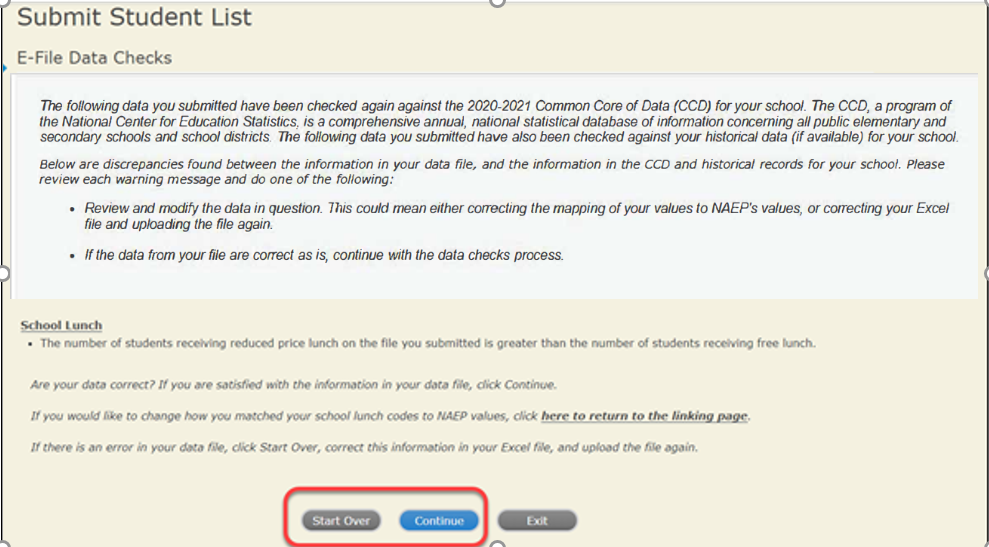 Submit Student List
E-File Data Checks
The following data you submitted have been checked again against the 2020-2021 Common Core of Data (CCD) for your school. The CCD, a program of
the National Center for Education Statistics, is a comprehensive annual, national statistical database of information concerning all public elementary and
secondary schools and school districts. The following data you submitted have also been checked against your historical data (if available) for your school.
Below are discrepancies found between the information in your data file, and the information in the CCD and historical records for your school. Please
review each warning message and do one of the following:
• Review and modify the data in question. This could mean either correcting the mapping of your values to NAEP's values, or correcting your Excel
file and uploading the file again.
• If the data from your file are correct as is, continue with the data checks process.
School Lunch
• The number of students receiving reduced price lunch on the file you submitted is greater than the number of students receiving free lunch.
Are your data correct? If you are satisfied with the information in your data file, click Continue.
If you would like to change how you matched your school lunch codes to NAEP values, click here to return to the linking page.
If there is an error in your data file, click Start Over, correct this information in your Excel file, and upload the file again.
Start Over Continue Exit